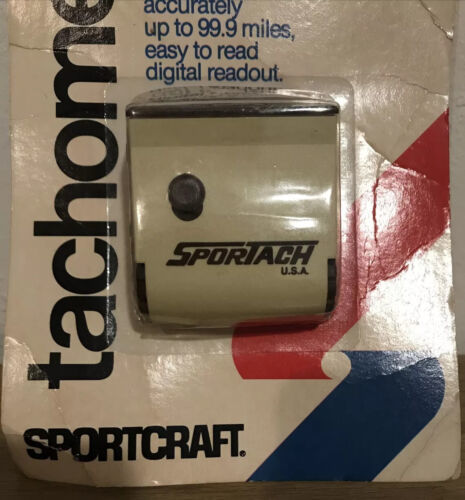 accurately
up to 99.9 miles,
easy to read
digital readout.
tachome
SPORTACH
U.S.A.
SPORTCRAFT®